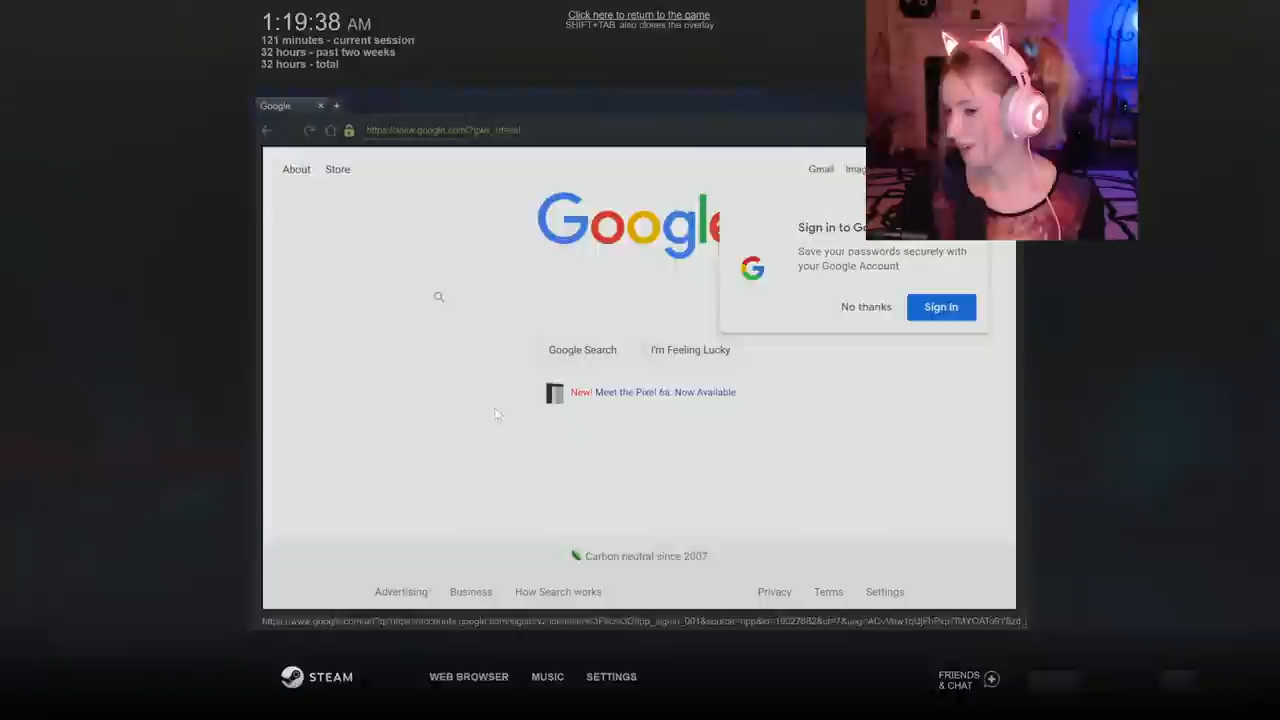 1:19:38 AM
121 minutes - current session
32 hours - past two weeks
32 hours - total
Click here to return to the game
SHIFT+TAB also closes the overlay
Google × +
About Store Gmail
Google
Sign in to
Save your passwords securely with
your Google Account
No thanks Sign in
Google Search I'm Feeling Lucky
New! Meet the Pixel 6a. Now Available
Carbon neutral since 2007
Advertising Business How Search works Privacy Terms Settings
STEAM
WEB BROWSER MUSIC SETTINGS
FRIENDS
& CHAT